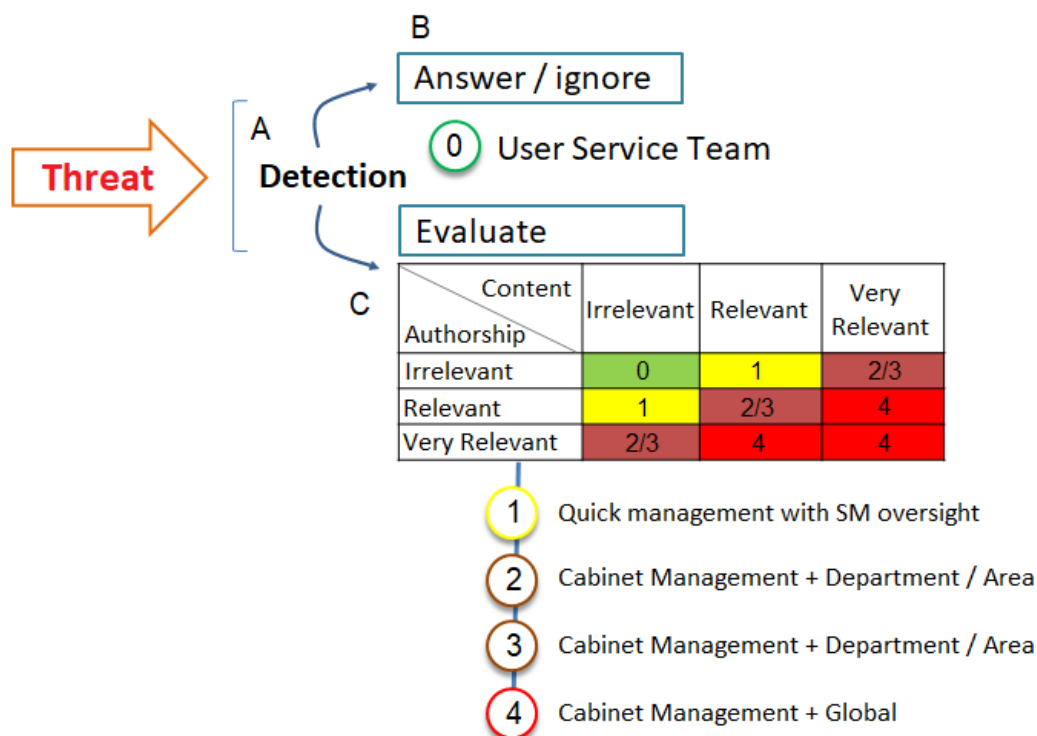 B
Answer / ignore
A
0 User Service Team
Threat
Detection
Evaluate
C
Content
Authorship
Irrelevant Relevant Very Relevant
Irrelevant 0 1 2/3
Relevant 1 2/3 4
Very Relevant 2/3 4 4
1 Quick management with SM oversight
2 Cabinet Management + Department / Area
3 Cabinet Management + Department / Area
4 Cabinet Management + Global